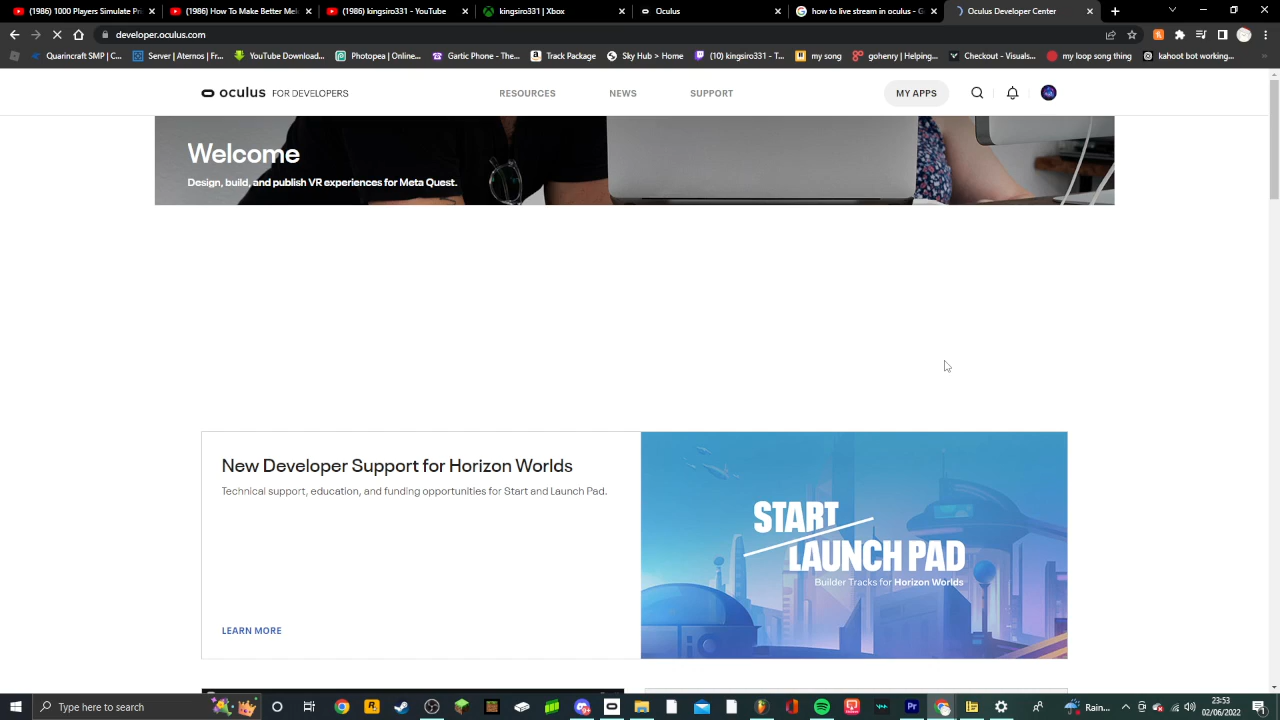 (1986) 1000 Players Simulate Pri
(1986) How To Make Better Mel
(1986) kingsiro331 - YouTube
kingsiro331 | Xbox
Oculus
how to live stream in oculus - G
Oculus Developer Center
developer.oculus.com
Quarincraft SMP | C...
Server | Aternos | Fr...
YouTube Download...
Photopea | Online...
Gartic Phone - The...
Track Package
Sky Hub > Home
(10) kingsiro331 - T...
my song
gohenry | Helping...
Checkout - Visuals...
my loop song thing
kahoot bot working...
oculus FOR DEVELOPERS
RESOURCES
NEWS
SUPPORT
MY APPS
Welcome
Design, build, and publish VR experiences for Meta Quest.
New Developer Support for Horizon Worlds
Technical support, education, and funding opportunities for Start and Launch Pad.
LEARN MORE
START
LAUNCH PAD
Builder Tracks for Horizon Worlds
Type here to search
Rain...
23:53
02/06/2022